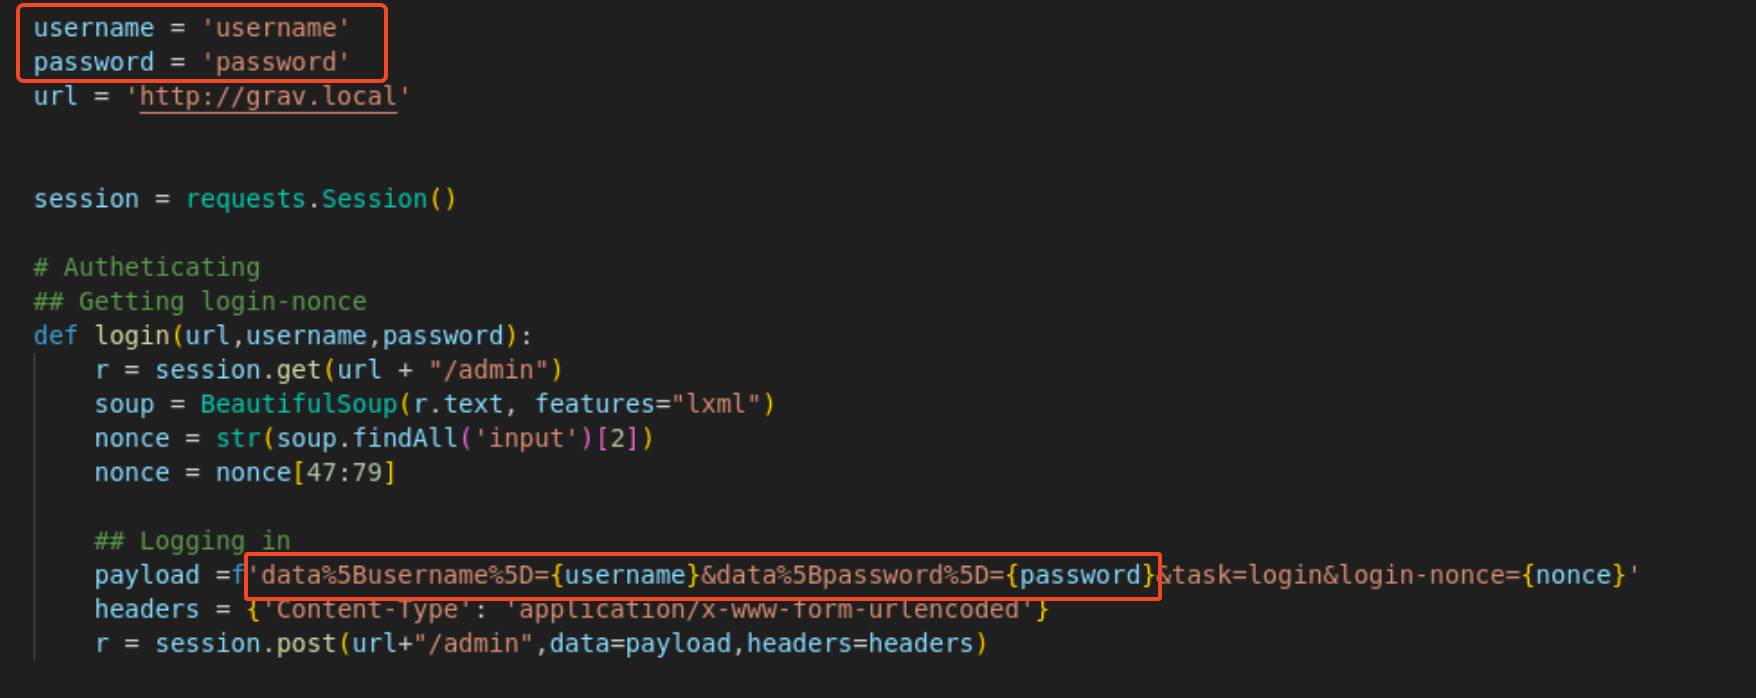 username = 'username'
password = 'password'
url = 'http://grav.local'
session = requests.Session()
# Autheticating
## Getting login-nonce
def login(url,username,password):
r = session.get(url + "/admin")
soup = BeautifulSoup(r.text, features="lxml")
nonce = str(soup.findAll('input')[2])
nonce = nonce[47:79]
## Logging in
payload =f'data%5Busername%5D={username}&data%5Bpassword%5D={password}&task=login&login-nonce={nonce}'
headers = {'Content-Type': 'application/x-www-form-urlencoded'}
r = session.post(url+"/admin",data=payload,headers=headers)